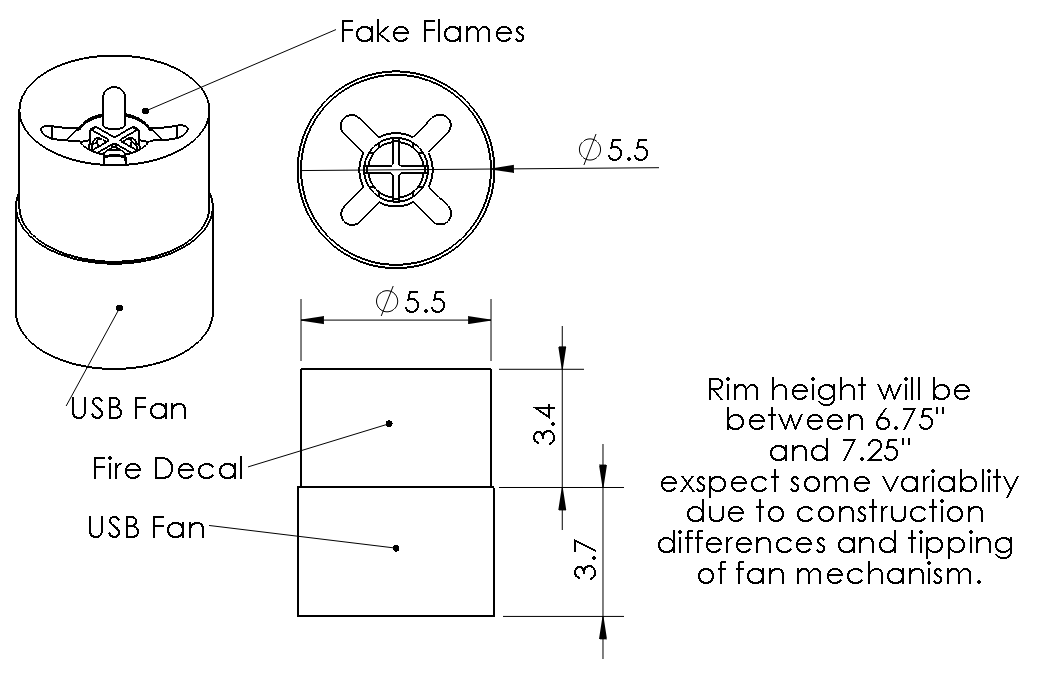 Fake Flames
⌀5.5
⌀5.5
USB Fan
3.4
Fire Decal
USB Fan
3.7
Rim height will be
between 6.75"
and 7.25"
exspect some variablity
due to construction
differences and tipping
of fan mechanism.